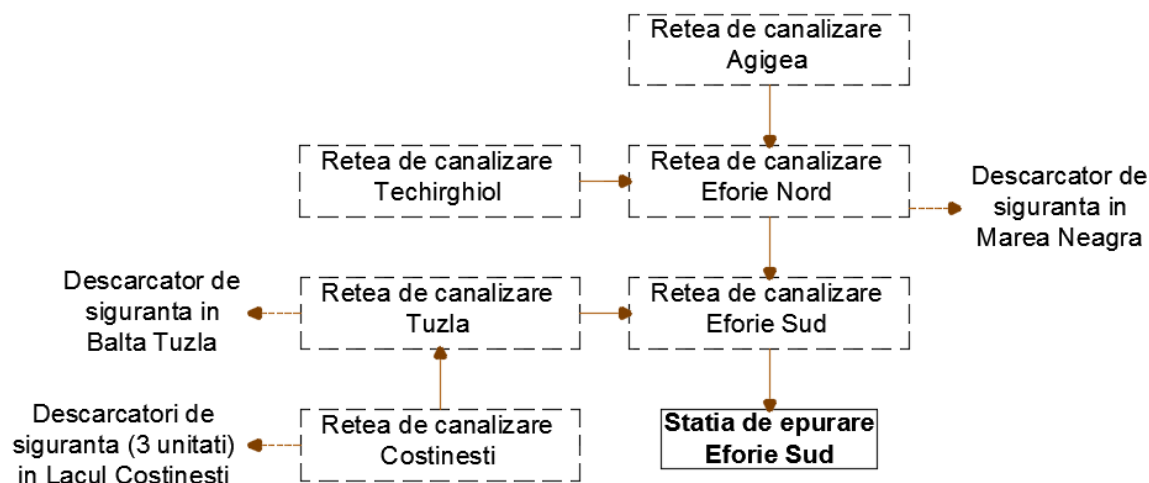 Retea de canalizare
Agigea
Retea de canalizare
Techirghiol
Retea de canalizare
Eforie Nord
Descarcator de
siguranta in
Marea Neagra
Descarcator de
siguranta in
Balta Tuzla
Retea de canalizare
Tuzla
Retea de canalizare
Eforie Sud
Descarcatori de
siguranta (3 unitati)
in Lacul Costinesti
Retea de canalizare
Costinesti
Statia de epurare
Eforie Sud